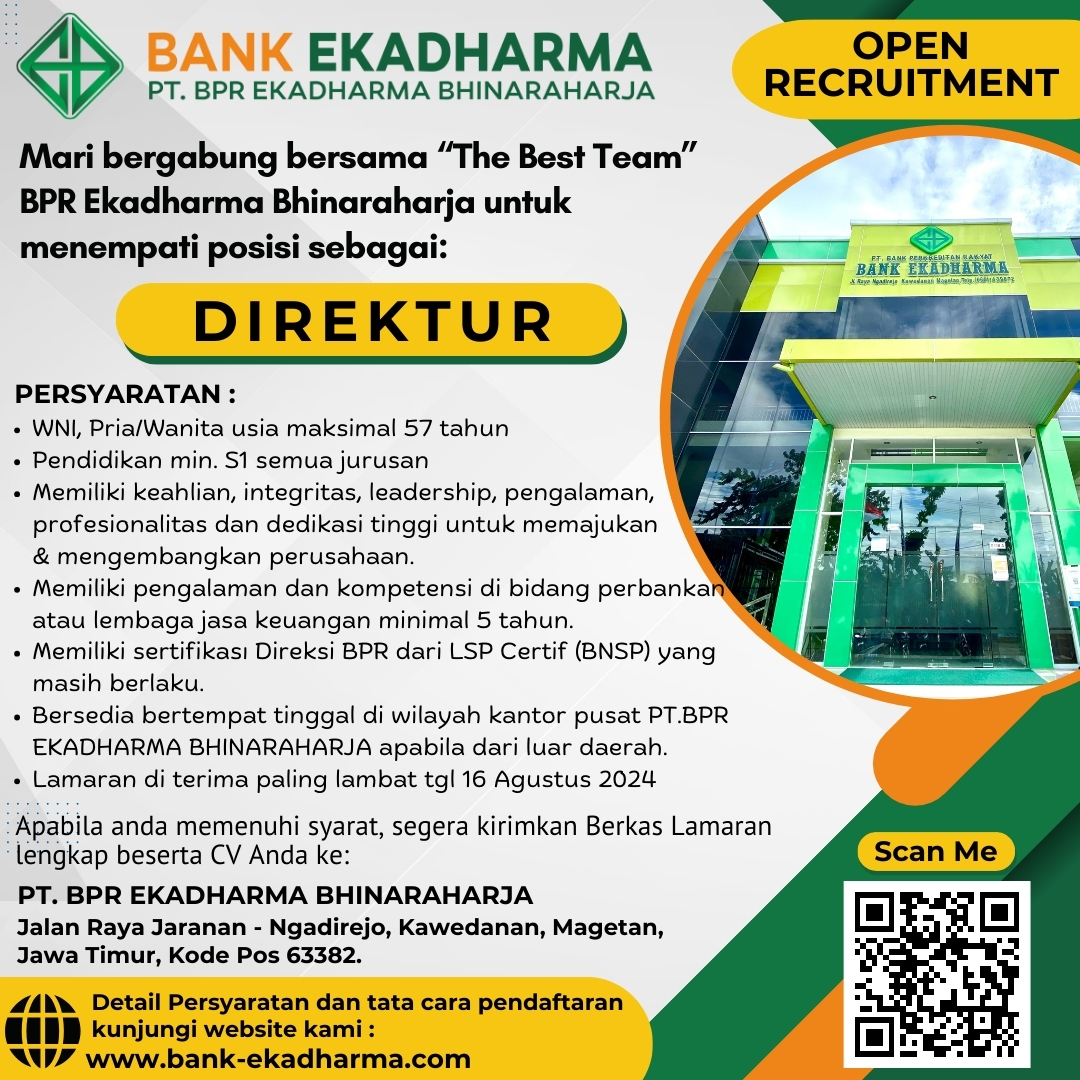 BANK EKADHARMA
PT. BPR EKADHARMA BHINARAHARJA
OPEN
RECRUITMENT
Mari bergabung bersama “The Best Team”
BPR Ekadharma Bhinaraharja untuk
menempati posisi sebagai:
DIREKTUR
PT. BANK PERKREDITAN RAKYAT
BANK EKADHARMA
Jl. Raya Ngadirejo Kawedanan Magetan
PERSYARATAN :
• WNI, Pria/Wanita usia maksimal 57 tahun
• Pendidikan min. S1 semua jurusan
• Memiliki keahlian, integritas, leadership, pengalaman,
profesionalitas dan dedikasi tinggi untuk memajukan
& mengembangkan perusahaan.
• Memiliki pengalaman dan kompetensi di bidang perbankan
atau lembaga jasa keuangan minimal 5 tahun.
• Memiliki sertifikasi Direksi BPR dari LSP Certif (BNSP) yang
masih berlaku.
• Bersedia bertempat tinggal di wilayah kantor pusat PT.BPR
EKADHARMA BHINARAHARJA apabila dari luar daerah.
• Lamaran di terima paling lambat tgl 16 Agustus 2024
Apabila anda memenuhi syarat, segera kirimkan Berkas Lamaran
lengkap beserta CV Anda ke:
PT. BPR EKADHARMA BHINARAHARJA
Jalan Raya Jaranan - Ngadirejo, Kawedanan, Magetan,
Jawa Timur, Kode Pos 63382.
Scan Me
Detail Persyaratan dan tata cara pendaftaran
kunjungi website kami :
www.bank-ekadharma.com